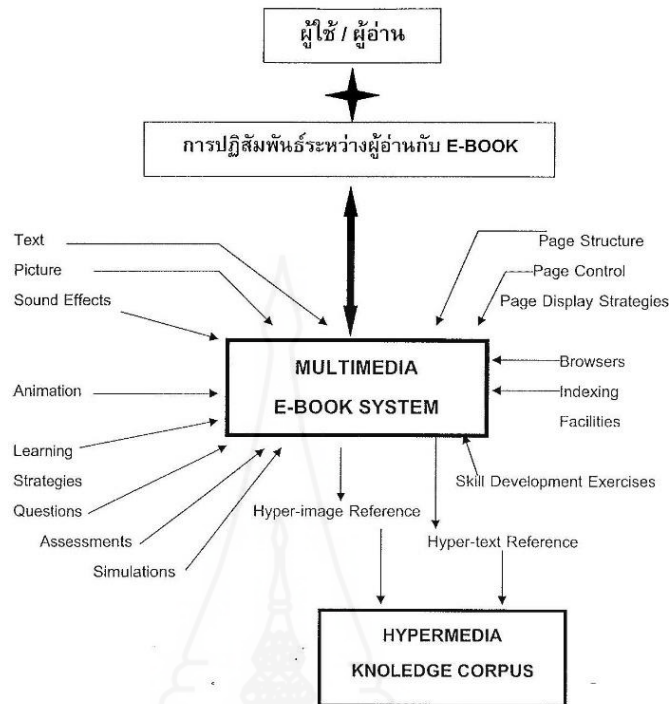 ผู้ใช้ / ผู้อ่าน
การปฏิสัมพันธ์ระหว่างผู้อ่านกับ E-BOOK
Text
Picture
Sound Effects
Page Structure
Page Control
Page Display Strategies
MULTIMEDIA
E-BOOK SYSTEM
Browsers
Indexing
Facilities
Animation
Learning
Strategies
Questions
Assessments
Simulations
Skill Development Exercises
Hyper-image Reference
Hyper-text Reference
HYPERMEDIA
KNOLEDGE CORPUS